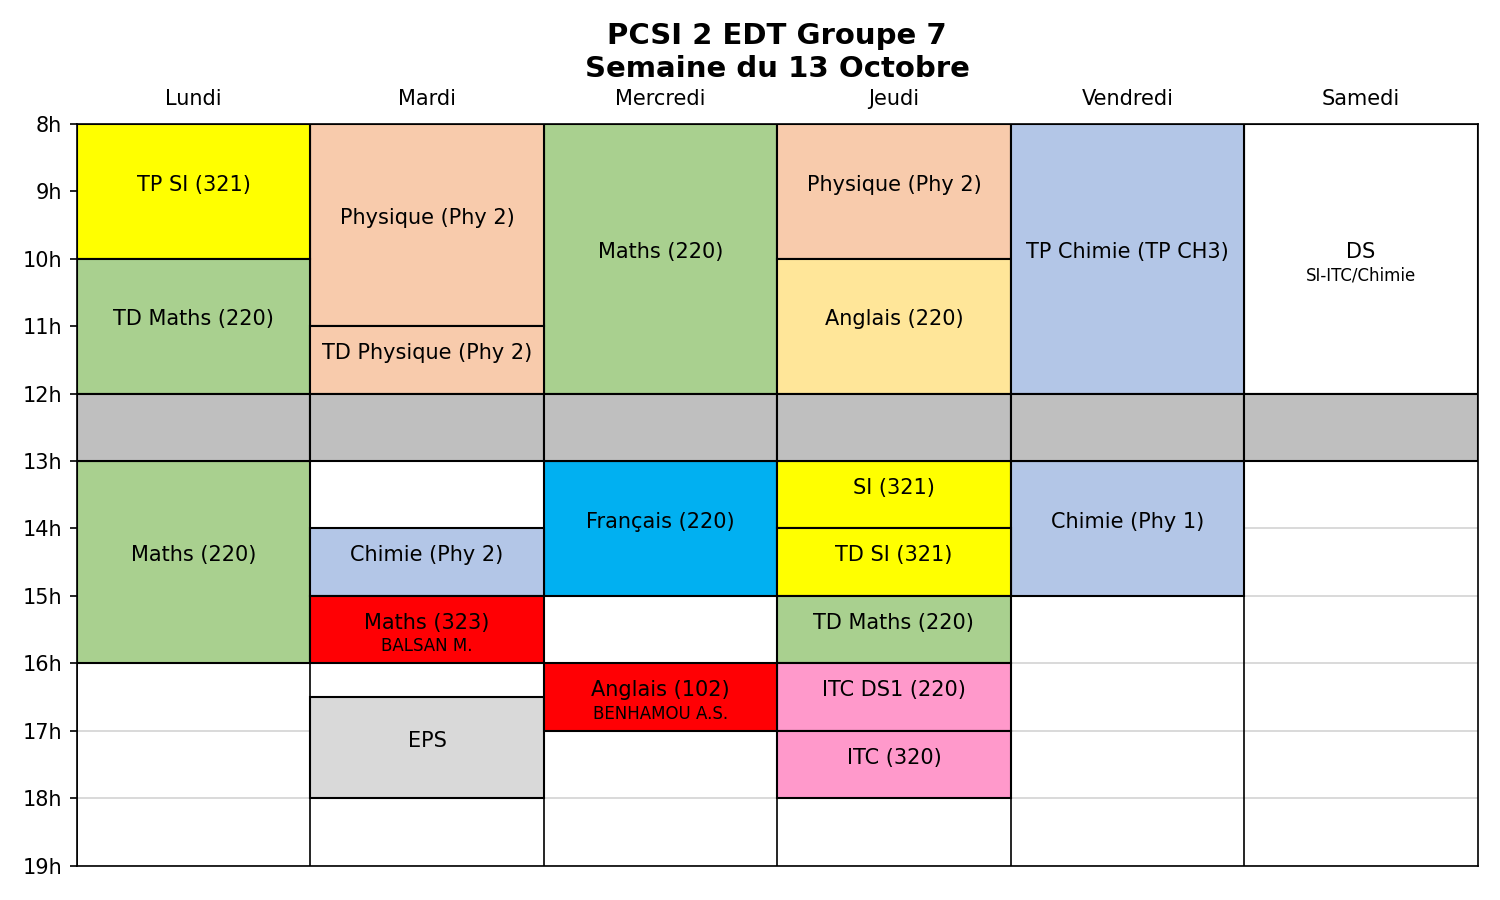 PCSI 2 EDT Groupe 7
Semaine du 13 Octobre
Lundi
Mardi
Mercredi
Jeudi
Vendredi
Samedi
8h
9h
10h
11h
12h
13h
14h
15h
16h
17h
18h
19h
TP SI (321)
TD Maths (220)
Maths (220)
Physique (Phy 2)
TD Physique (Phy 2)
Chimie (Phy 2)
Maths (323)
BALSAN M.
EPS
Maths (220)
Français (220)
Anglais (102)
BENHAMOU A.S.
Physique (Phy 2)
Anglais (220)
SI (321)
TD SI (321)
TD Maths (220)
ITC DS1 (220)
ITC (320)
TP Chimie (TP CH3)
Chimie (Phy 1)
DS
SI-ITC/Chimie